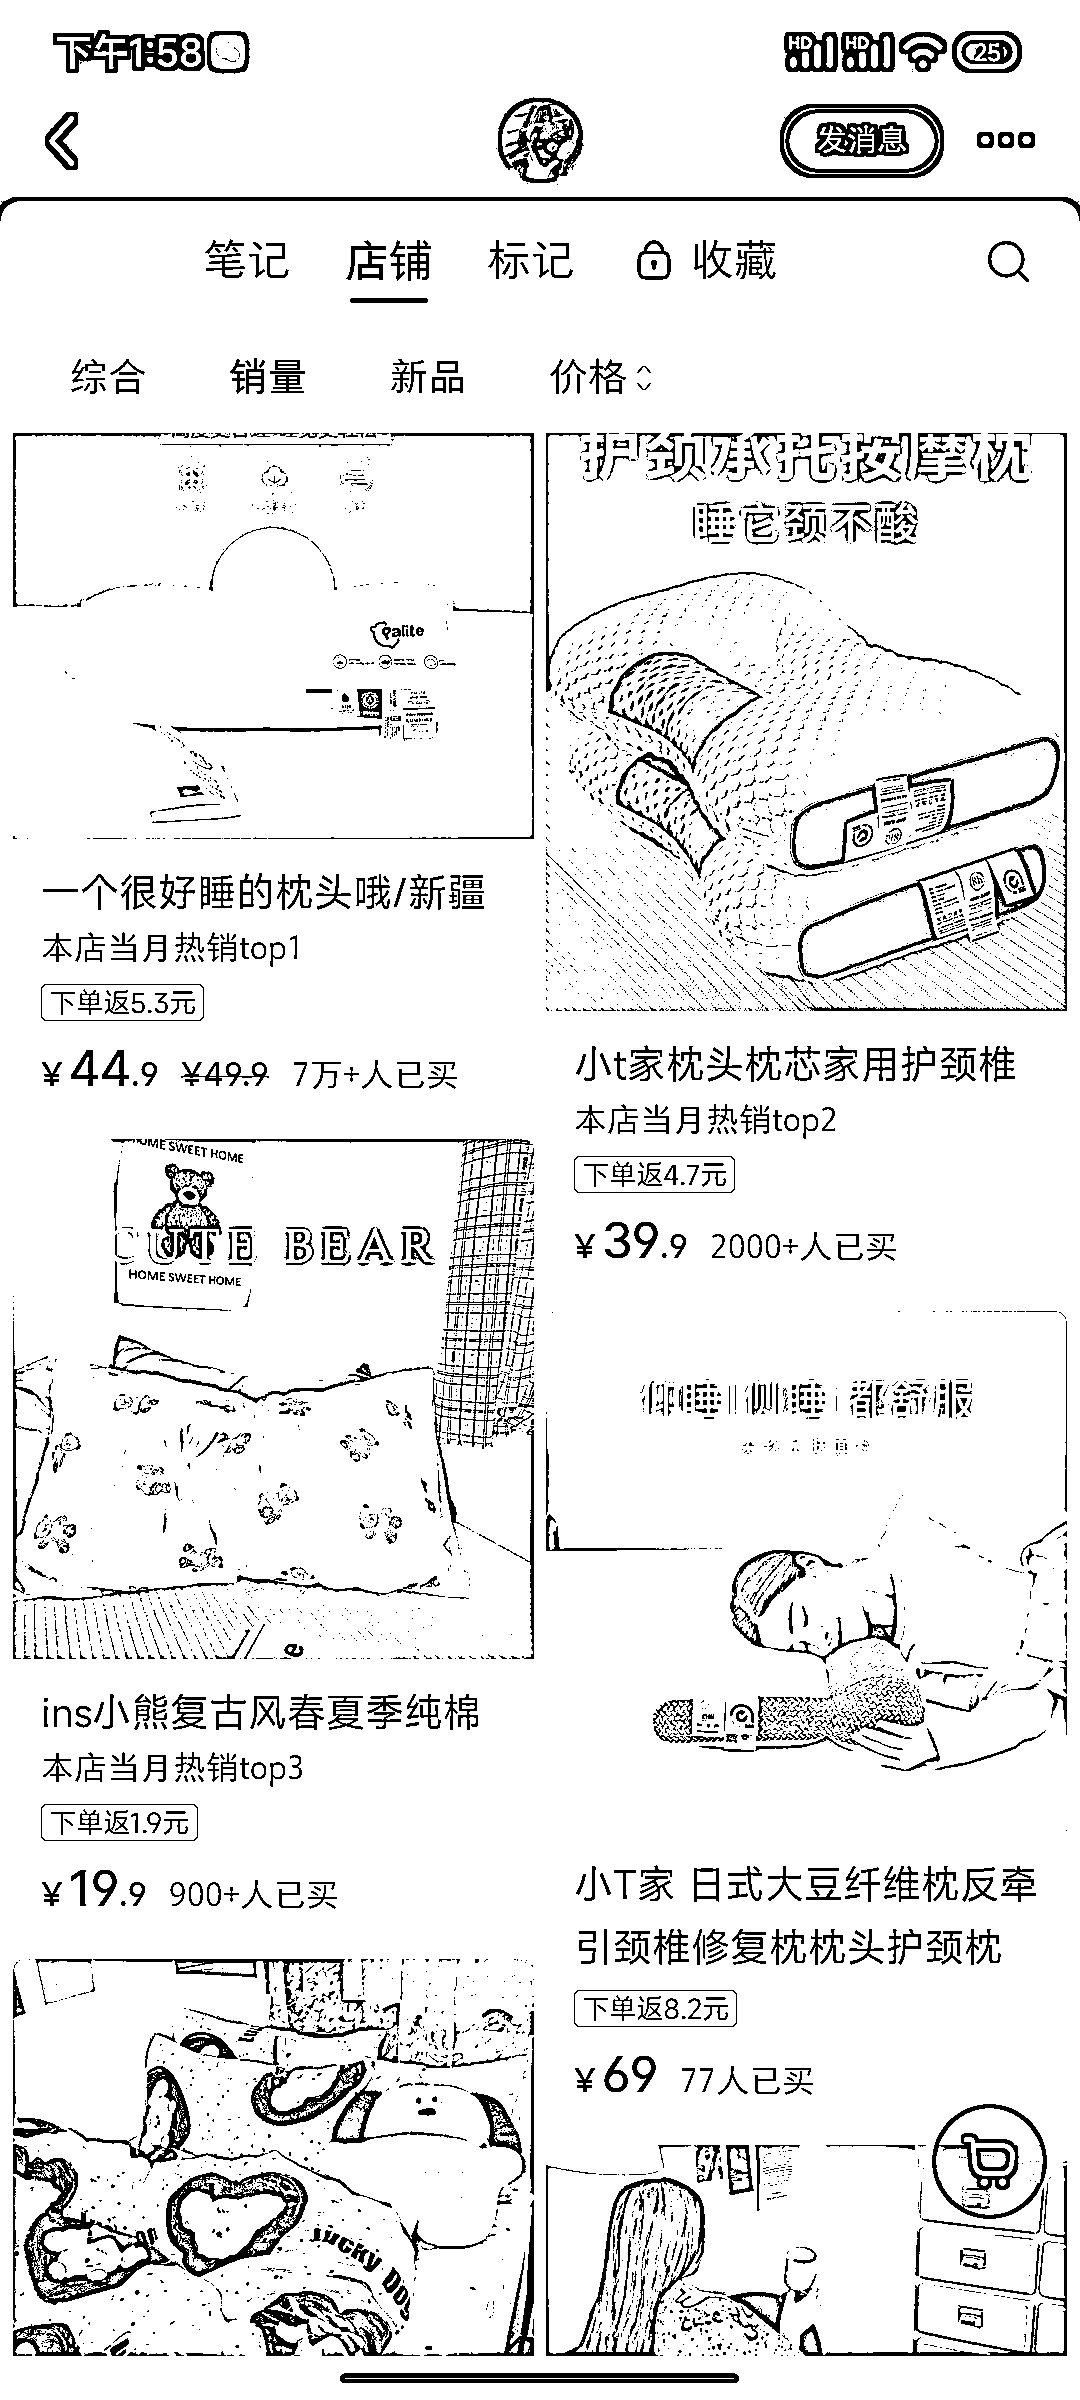 下午1:58
HD HD 25
发消息
笔记 店铺 标记 收藏
综合 销量 新品 价格
palite
一个很好睡的枕头哦/新疆
本店当月热销top1
下单返5.3元
¥44.9 ¥49.9 7万+人已买
护颈承托按摩枕
睡它颈不酸
小t家枕头枕芯家用护颈椎
本店当月热销top2
下单返4.7元
¥39.9 2000+人已买
HOME SWEET HOME
CUTE BEAR
HOME SWEET HOME
ins小熊复古风春夏季纯棉
本店当月热销top3
下单返1.9元
¥19.9 900+人已买
仰睡|侧睡|都舒服
小T家 日式大豆纤维枕反牵
引颈椎修复枕枕头护颈枕
下单返8.2元
¥69 77人已买
LUCKY DOG